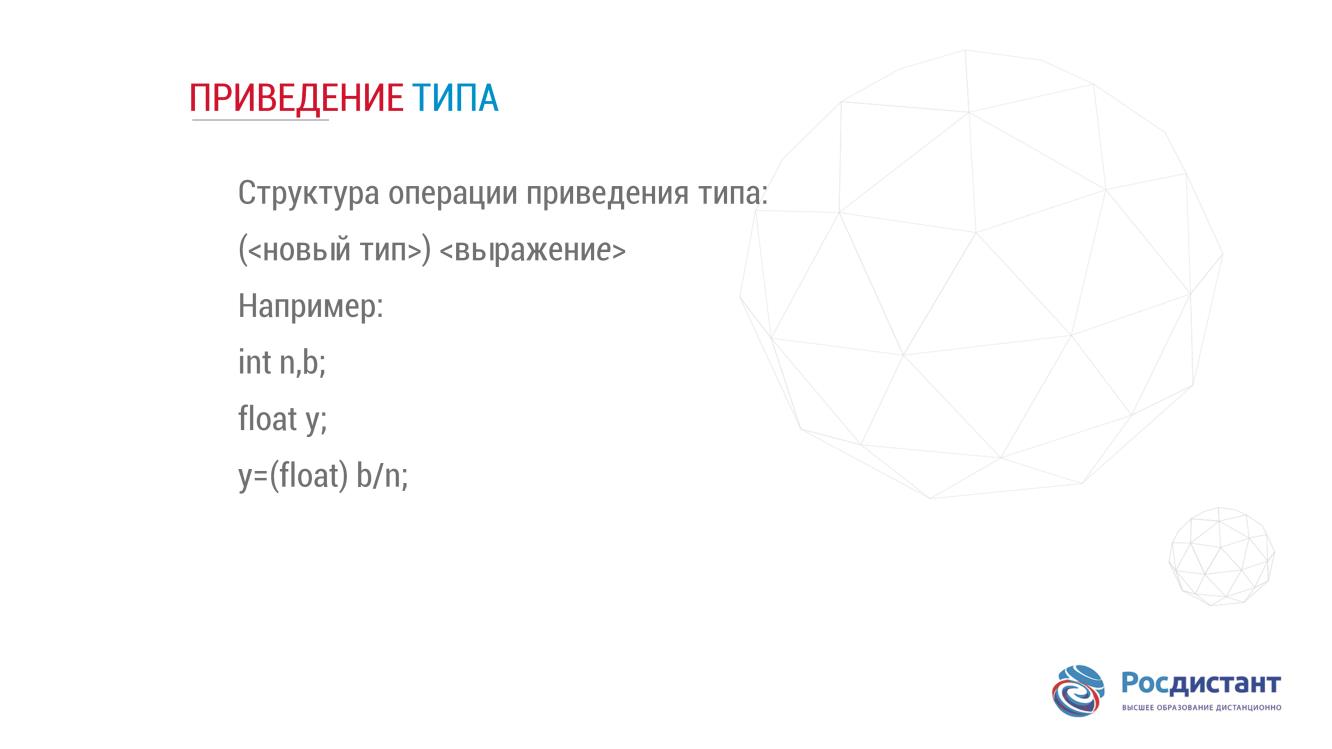 ПРИВЕДЕНИЕ ТИПА
Структура операции приведения типа:
(<новый тип>) <выражение>
Например:
int n,b;
float y;
y=(float) b/n;
Росдистант
ВЫСШЕЕ ОБРАЗОВАНИЕ ДИСТАНЦИОННО